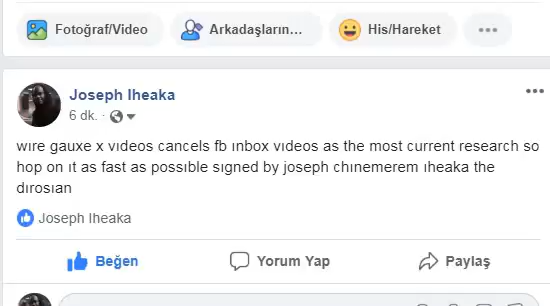 Fotoğraf/Video Arkadaşların... His/Hareket
Joseph Iheaka
6 dk. ·
wıre gauxe x vıdeos cancels fb ınbox vıdeos as the most current research so
hop on ıt as fast as possıble sıgned by joseph chınemerem ıheaka the
dırosıan
Joseph Iheaka
Beğen Yorum Yap Paylaş